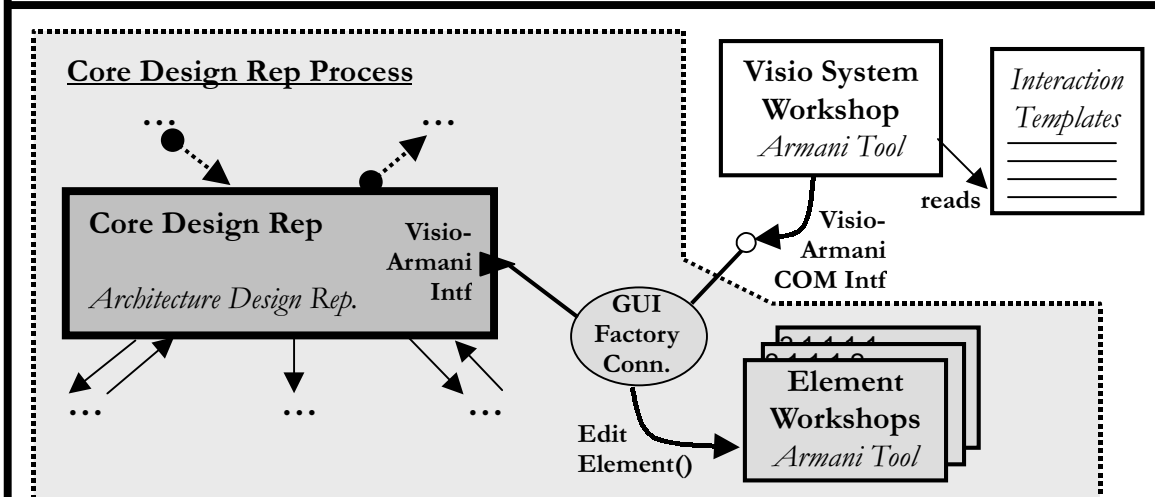 Core Design Rep Process
...
...
Visio System
Workshop
Armani Tool
Interaction
Templates
reads
Core Design Rep
Architecture Design Rep.
Visio-
Armani
Intf
Visio-
Armani
COM Intf
GUI
Factory
Conn.
...
...
...
Edit
Element()
Element
Workshops
Armani Tool